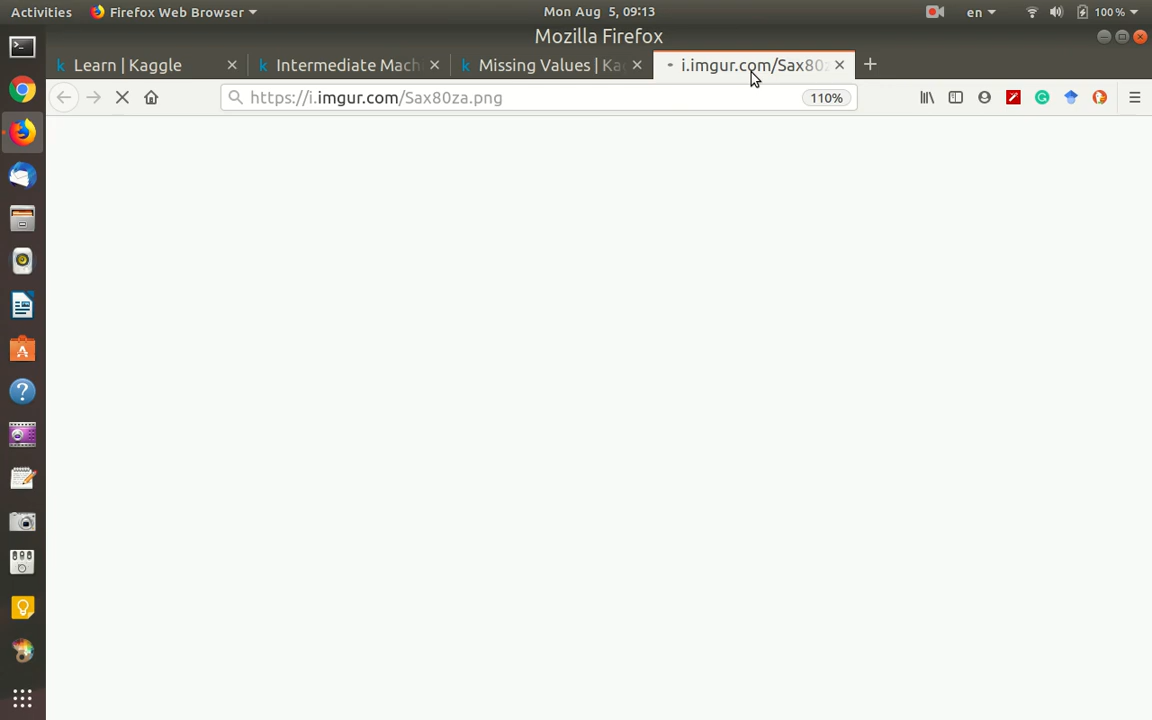 Activities Firefox Web Browser Mon Aug 5, 09:13 en 100%
Mozilla Firefox
Learn | Kaggle Intermediate Mach Missing Values | Ka i.imgur.com/Sax80
https://i.imgur.com/Sax80za.png 110%